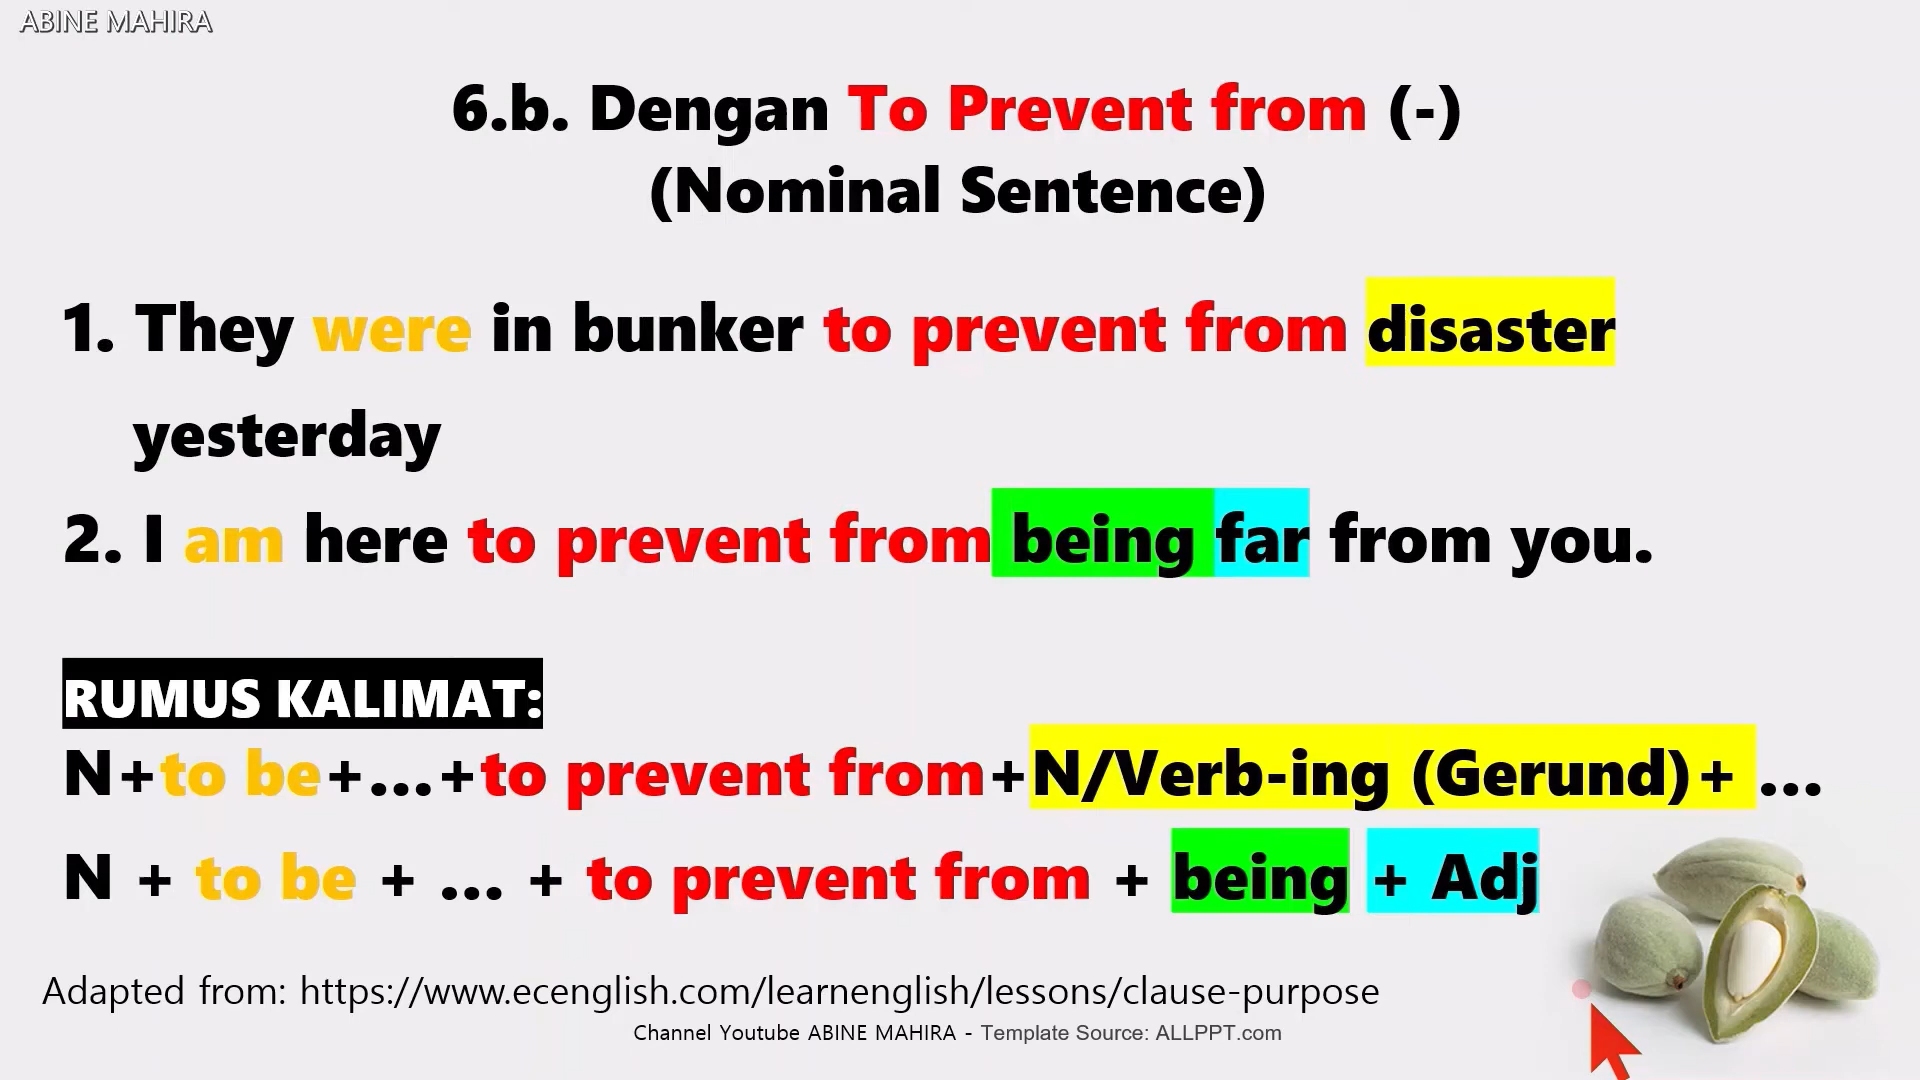 ABINE MAHIRA
6.b. Dengan To Prevent from (-)
(Nominal Sentence)
1. They were in bunker to prevent from disaster
yesterday
2. I am here to prevent from being far from you.
RUMUS KALIMAT:
N+to be+...+to prevent from+N/Verb-ing (Gerund)+ ...
N + to be + ... + to prevent from + being + Adj
Adapted from: https://www.ecenglish.com/learnenglish/lessons/clause-purpose
Channel Youtube ABINE MAHIRA - Template Source: ALLPPT.com